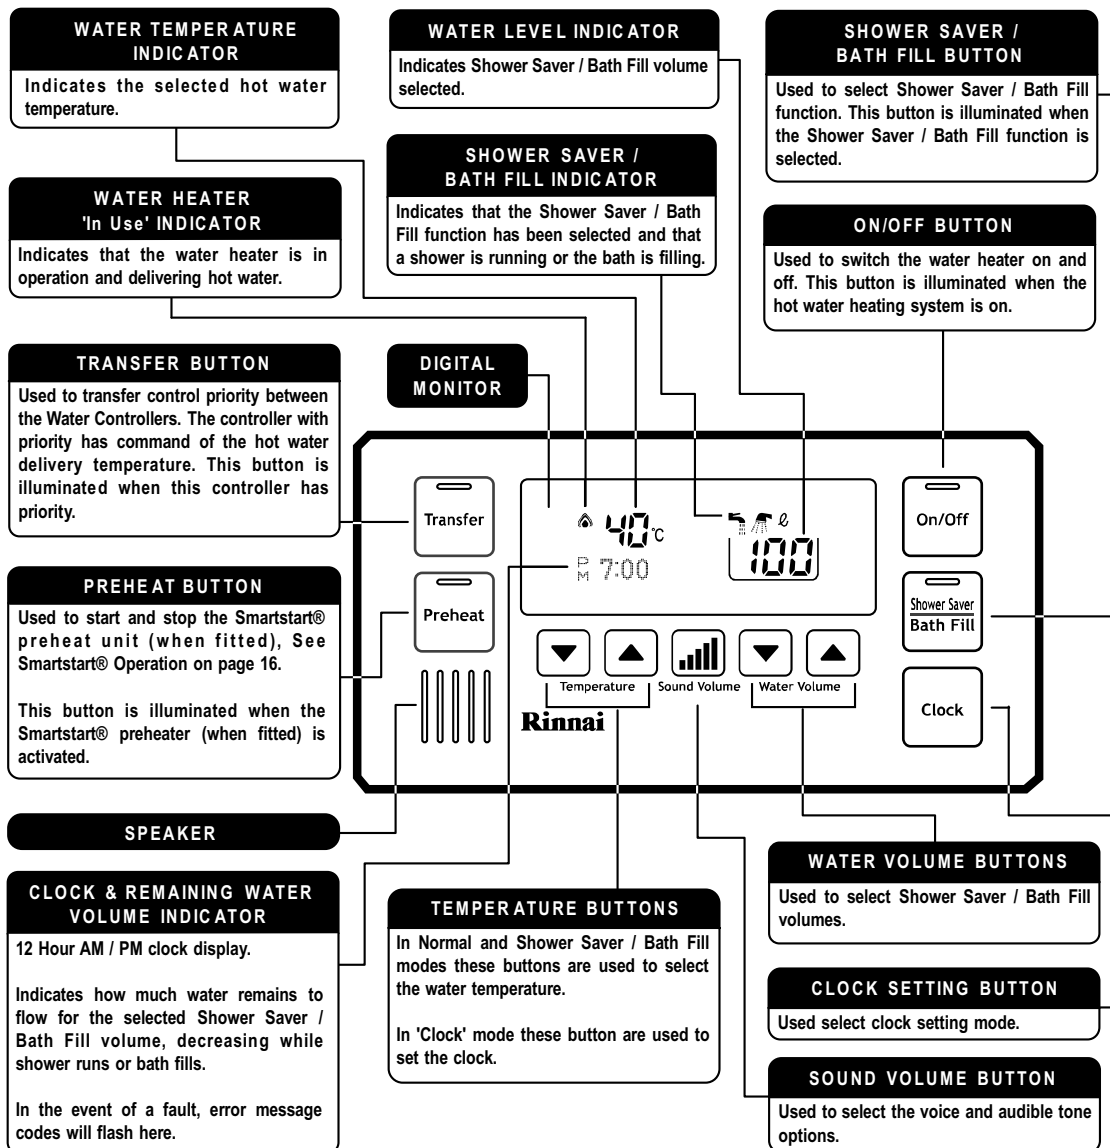 WATER TEMPERATURE
INDICATOR
Indicates the selected hot water
temperature.
WATER HEATER
'In Use' INDICATOR
Indicates that the water heater is in
operation and delivering hot water.
TRANSFER BUTTON
Used to transfer control priority between
the Water Controllers. The controller with
priority has command of the hot water
delivery temperature. This button is
illuminated when this controller has
priority.
PREHEAT BUTTON
Used to start and stop the Smartstart®
preheat unit (when fitted), See
Smartstart® Operation on page 16.
This button is illuminated when the
Smartstart® preheater (when fitted) is
activated.
SPEAKER
CLOCK & REMAINING WATER
VOLUME INDICATOR
12 Hour AM / PM clock display.
Indicates how much water remains to
flow for the selected Shower Saver /
Bath Fill volume, decreasing while
shower runs or bath fills.
In the event of a fault, error message
codes will flash here.
WATER LEVEL INDICATOR
Indicates Shower Saver / Bath Fill volume
selected.
SHOWER SAVER /
BATH FILL INDICATOR
Indicates that the Shower Saver / Bath
Fill function has been selected and that
a shower is running or the bath is filling.
DIGITAL
MONITOR
SHOWER SAVER /
BATH FILL BUTTON
Used to select Shower Saver / Bath Fill
function. This button is illuminated when
the Shower Saver / Bath Fill function is
selected.
ON/OFF BUTTON
Used to switch the water heater on and
off. This button is illuminated when the
hot water heating system is on.
Transfer
Preheat
40°C
PM 7:00
ℓ
100
On/Off
Shower Saver
Bath Fill
Clock
Temperature
Sound Volume
Water Volume
Rinnai
TEMPERATURE BUTTONS
In Normal and Shower Saver / Bath Fill
modes these buttons are used to select
the water temperature.
In 'Clock' mode these button are used to
set the clock.
WATER VOLUME BUTTONS
Used to select Shower Saver / Bath Fill
volumes.
CLOCK SETTING BUTTON
Used select clock setting mode.
SOUND VOLUME BUTTON
Used to select the voice and audible tone
options.